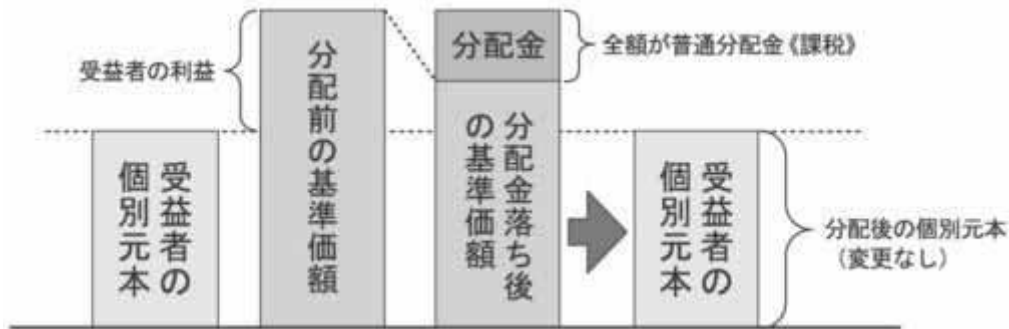 受益者の利益
受益者の
個別元本
分配前の基準価額
分配金
分配金落ち後
の基準価額
全額が普通分配金《課税》
受益者の
個別元本
分配後の個別元本
（変更なし）